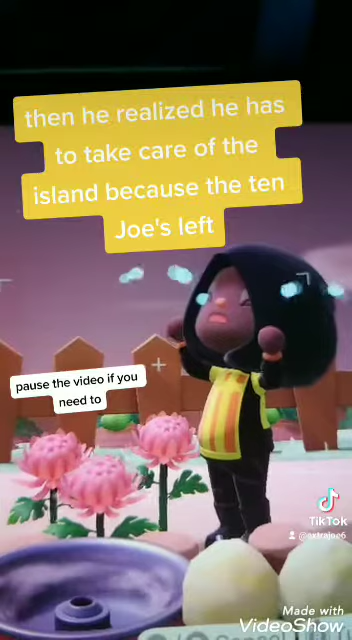 then he realized he has
to take care of the
island because the ten
Joe's left
pause the video if you
need to
TikTok
@extrajoe6
Made with
VideoShow